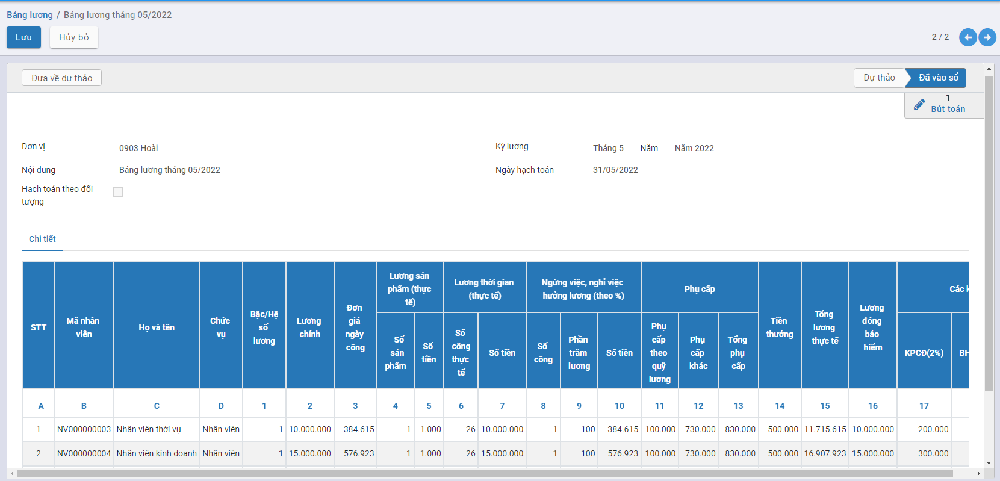 Bảng lương / Bảng lương tháng 05/2022
Lưu Hủy bỏ 2 / 2
Đưa về dự thảo Dự thảo Đã vào sổ
1
Bút toán
Đơn vị 0903 Hoài Kỳ lương Tháng 5 Năm Năm 2022
Nội dung Bảng lương tháng 05/2022 Ngày hạch toán 31/05/2022
Hạch toán theo đối
tượng
Chi tiết
STT Mã nhân viên Họ và tên Chức vụ Bậc/Hệ số lương Lương chính Đơn giá ngày công Lương sản phẩm (thực tế) Lương thời gian (thực tế) Ngừng việc, nghỉ việc hưởng lương (theo %) Phụ cấp Tiền thưởng Tổng lương thực tế Lương đóng bảo hiểm Các k
Số sản phẩm Số tiền Số công thực tế Số tiền Số công Phần trăm lương Số tiền Phụ cấp theo quỹ lương Phụ cấp khác Tổng phụ cấp KPCĐ(2%) BH
A B C D 1 2 3 4 5 6 7 8 9 10 11 12 13 14 15 16 17
1 NV000000003 Nhân viên thời vụ Nhân viên 1 10.000.000 384.615 1 1.000 26 10.000.000 1 100 384.615 100.000 730.000 830.000 500.000 11.715.615 10.000.000 200.000
2 NV000000004 Nhân viên kinh doanh Nhân viên 1 15.000.000 576.923 1 1.000 26 15.000.000 1 100 576.923 100.000 730.000 830.000 500.000 16.907.923 15.000.000 300.000